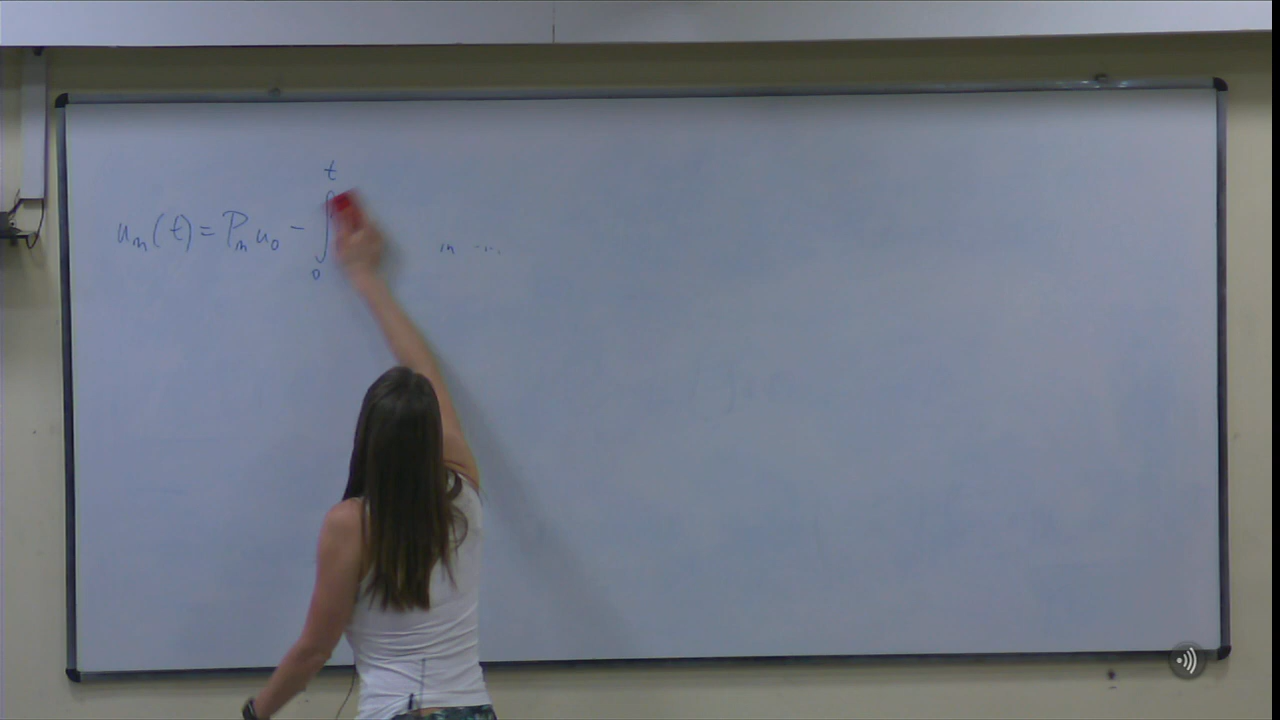 u_m(t) = P_m u_0 - ∫_0^t